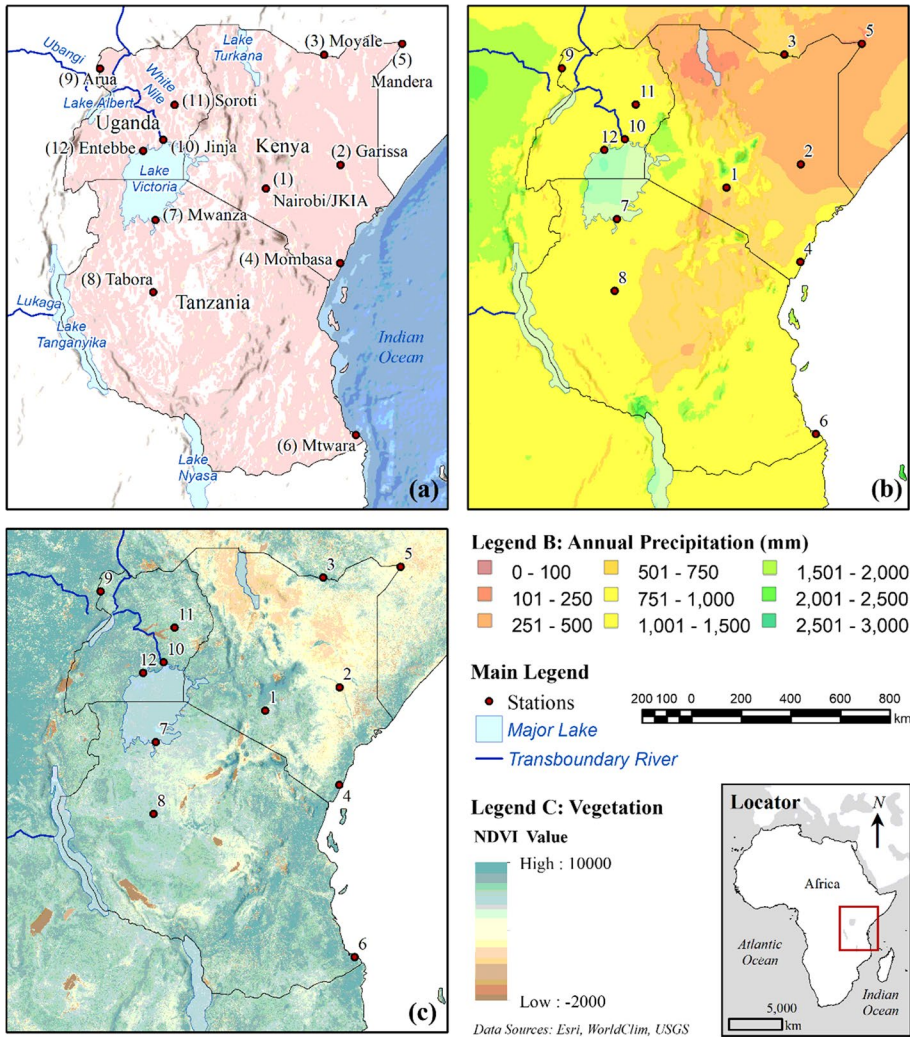 Ubangi
Lake
Turkana
(3) Moyale
(5)
Mandera
(9) Arua
White
Nile
Lake Albert
(11) Soroti
Uganda
(12) Entebbe
(10) Jinja
Kenya
(2) Garissa
Lake
Victoria
(1)
Nairobi/JKIA
(7) Mwanza
(4) Mombasa
(8) Tabora
Tanzania
Lukaga
Lake
Tanganyika
Indian
Ocean
(6) Mtwara
Lake
Nyasa
(a)
9
3
5
11
10
12
2
1
7
4
8
6
(b)
9
3
5
11
10
12
2
1
7
4
8
6
(c)
Legend B: Annual Precipitation (mm)
0 - 100
501 - 750
1,501 - 2,000
101 - 250
751 - 1,000
2,001 - 2,500
251 - 500
1,001 - 1,500
2,501 - 3,000
Main Legend
Stations
Major Lake
Transboundary River
200 100 0 200 400 600 800
km
Legend C: Vegetation
NDVI Value
High : 10000
Low : -2000
Data Sources: Esri, WorldClim, USGS
Locator
N
Africa
Atlantic
Ocean
Indian
Ocean
5,000
km